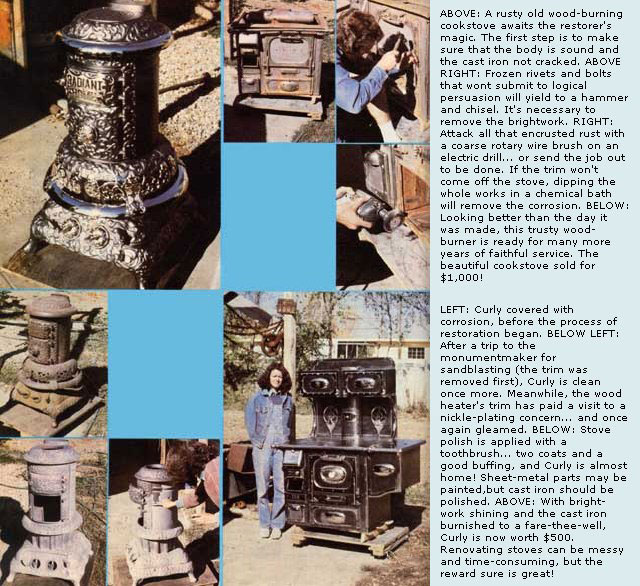 RADIANT
ABOVE: A rusty old wood-burning
cookstove awaits the restorer's
magic. The first step is to make
sure that the body is sound and
the cast iron not cracked. ABOVE
RIGHT: Frozen rivets and bolts
that wont submit to logical
persuasion will yield to a hammer
and chisel. It's necessary to
remove the brightwork. RIGHT:
Attack all that encrusted rust with
a coarse rotary wire brush on an
electric drill... or send the job out
to be done. If the trim won't
come off the stove, dipping the
whole works in a chemical bath
will remove the corrosion. BELOW:
Looking better than the day it
was made, this trusty wood-
burner is ready for many more
years of faithful service. The
beautiful cookstove sold for
$1,000!
LEFT: Curly covered with
corrosion, before the process of
restoration began. BELOW LEFT:
After a trip to the
monumentmaker for
sandblasting (the trim was
removed first), Curly is clean
once more. Meanwhile, the wood
heater's trim has paid a visit to a
nickle-plating concern... and once
again gleamed. BELOW: Stove
polish is applied with a
toothbrush... two coats and a
good buffing, and Curly is almost
home! Sheet-metal parts may be
painted,but cast iron should be
polished. ABOVE: With bright-
work shining and the cast iron
burnished to a fare-thee-well,
Curly is now worth $500.
Renovating stoves can be messy
and time-consuming, but the
reward sure is great!